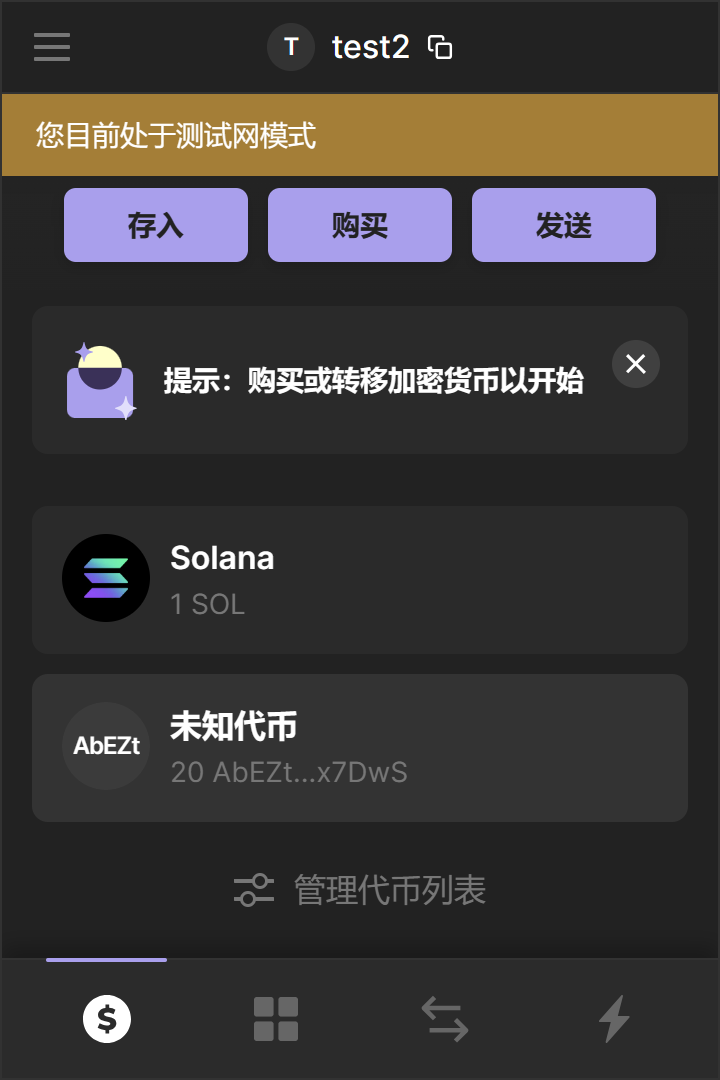 T test2
您目前处于测试网模式
存入 购买 发送
提示：购买或转移加密货币以开始
Solana
1 SOL
AbEZt
未知代币
20 AbEZt...x7DwS
管理代币列表
$